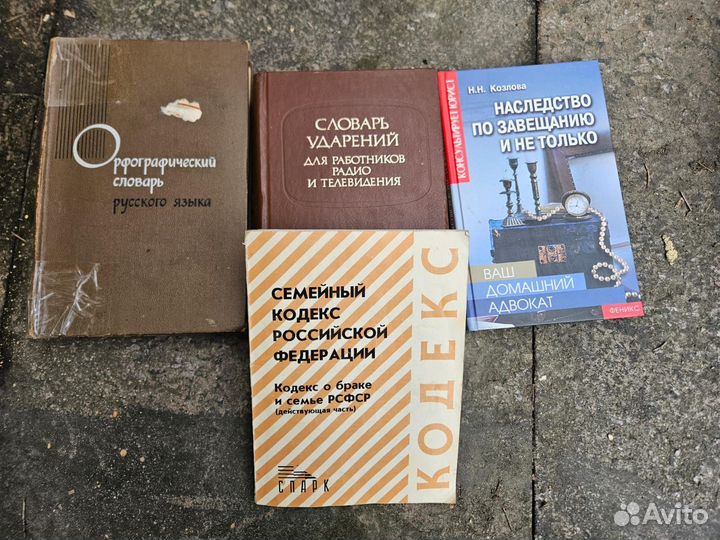 Орфографический
словарь
русского языка
СЛОВАРЬ
УДАРЕНИЙ
ДЛЯ РАБОТНИКОВ
РАДИО
И ТЕЛЕВИДЕНИЯ
КОНСУЛЬТИРУЕТ ЮРИСТ
Н.Н. Козлова
НАСЛЕДСТВО
ПО ЗАВЕЩАНИЮ
И НЕ ТОЛЬКО
ВАШ
ДОМАШНИЙ
АДВОКАТ
ФЕНИКС
СЕМЕЙНЫЙ
КОДЕКС
РОССИЙСКОЙ
ФЕДЕРАЦИИ
Кодекс о браке
и семье РСФСР
(действующая часть)
СПАРК
КОДЕКС
Avito